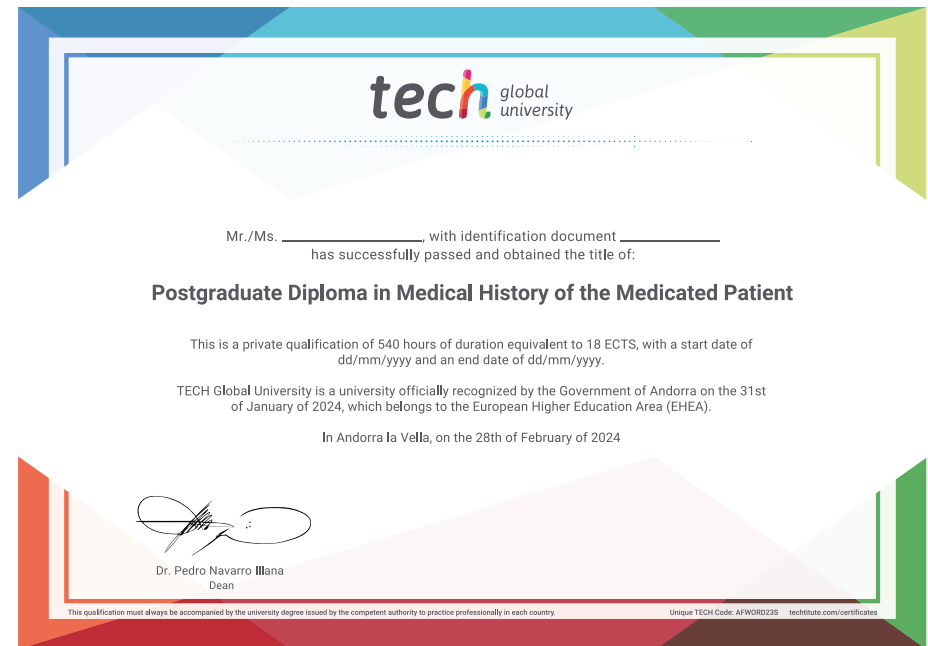 tech global university
Mr./Ms. ____________, with identification document ____________
has successfully passed and obtained the title of:
Postgraduate Diploma in Medical History of the Medicated Patient
This is a private qualification of 540 hours of duration equivalent to 18 ECTS, with a start date of
dd/mm/yyyy and an end date of dd/mm/yyyy.
TECH Global University is a university officially recognized by the Government of Andorra on the 31st
of January of 2024, which belongs to the European Higher Education Area (EHEA).
In Andorra la Vella, on the 28th of February of 2024
Dr. Pedro Navarro Illana
Dean
This qualification must always be accompanied by the university degree issued by the competent authority to practice professionally in each country.
Unique TECH Code: AFWORD23S techtitute.com/certificates